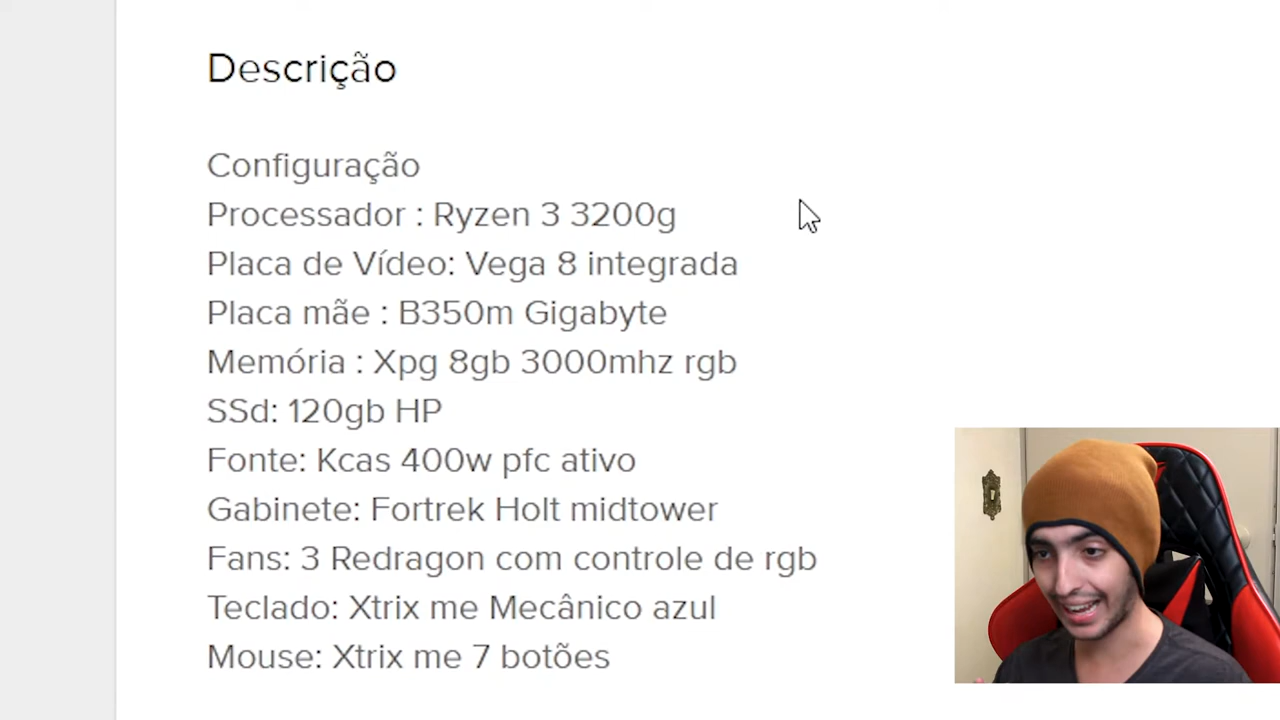 Descrição
Configuração
Processador : Ryzen 3 3200g
Placa de Vídeo: Vega 8 integrada
Placa mãe : B350m Gigabyte
Memória : Xpg 8gb 3000mhz rgb
SSd: 120gb HP
Fonte: Kcas 400w pfc ativo
Gabinete: Fortrek Holt midtower
Fans: 3 Redragon com controle de rgb
Teclado: Xtrix me Mecânico azul
Mouse: Xtrix me 7 botões